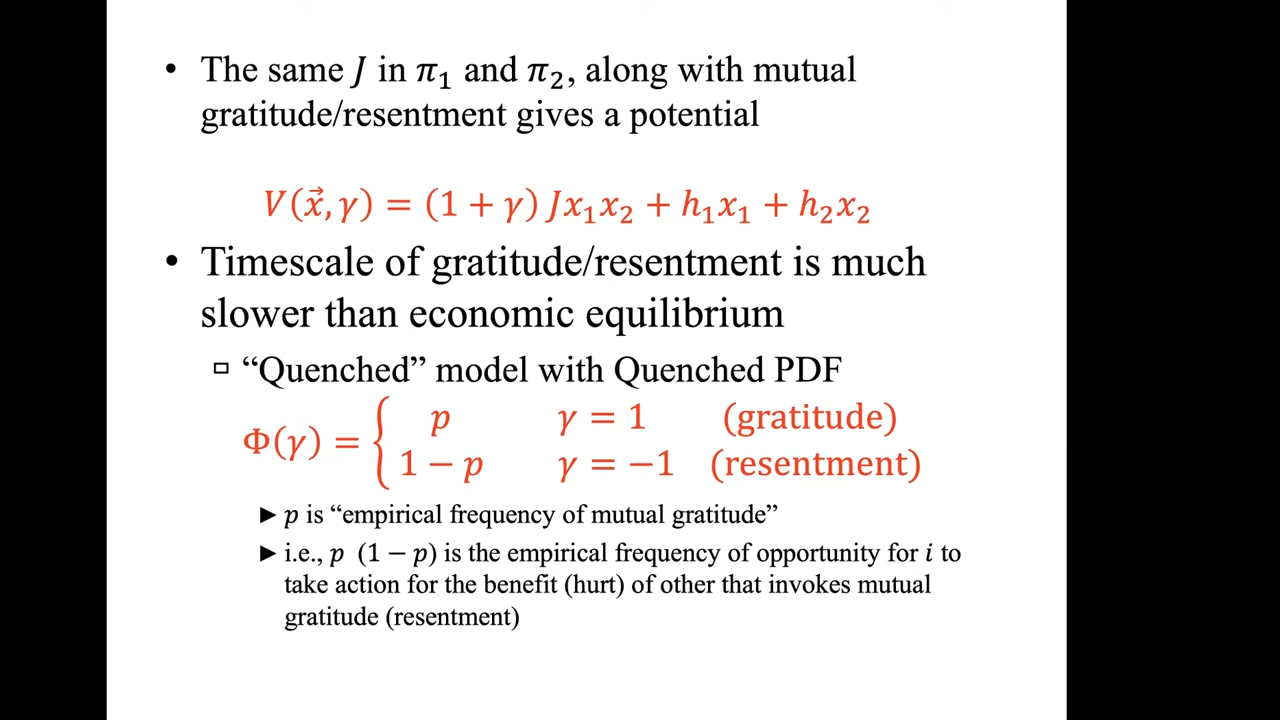 • The same J in π₁ and π₂, along with mutual
gratitude/resentment gives a potential
V(x⃗, γ) = (1 + γ) Jx₁x₂ + h₁x₁ + h₂x₂
• Timescale of gratitude/resentment is much
slower than economic equilibrium
▫ “Quenched” model with Quenched PDF
Φ(γ) = { p γ = 1 (gratitude)
1 − p γ = −1 (resentment)
► p is “empirical frequency of mutual gratitude”
► i.e., p (1 − p) is the empirical frequency of opportunity for i to
take action for the benefit (hurt) of other that invokes mutual
gratitude (resentment)